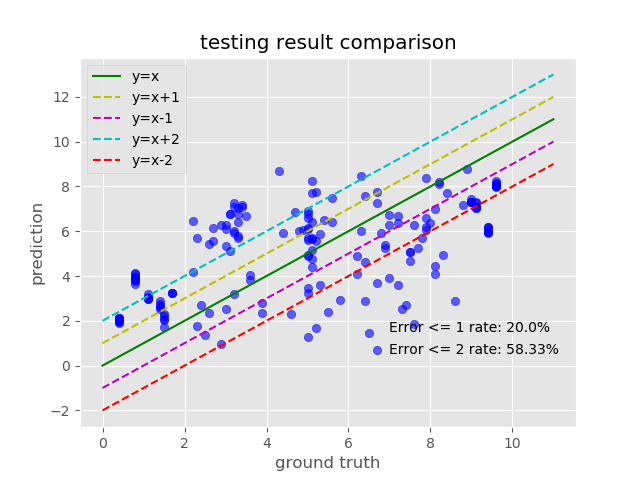 testing result comparison
y=x
y=x+1
y=x-1
y=x+2
y=x-2
12
10
8
6
4
2
0
−2
prediction
Error <= 1 rate: 20.0%
Error <= 2 rate: 58.33%
0 2 4 6 8 10
ground truth